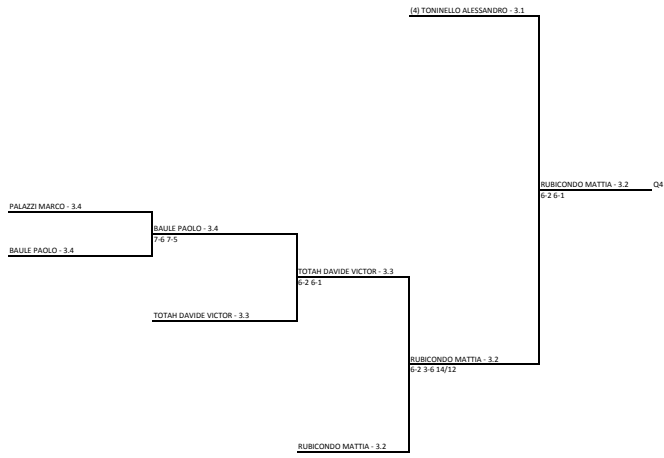 (4) TONINELLO ALESSANDRO - 3.1
RUBICONDO MATTIA - 3.2 Q4
6-2 6-1
PALAZZI MARCO - 3.4
BAULE PAOLO - 3.4
7-6 7-5
BAULE PAOLO - 3.4
TOTAH DAVIDE VICTOR - 3.3
6-2 6-1
TOTAH DAVIDE VICTOR - 3.3
RUBICONDO MATTIA - 3.2
6-2 3-6 14/12
RUBICONDO MATTIA - 3.2